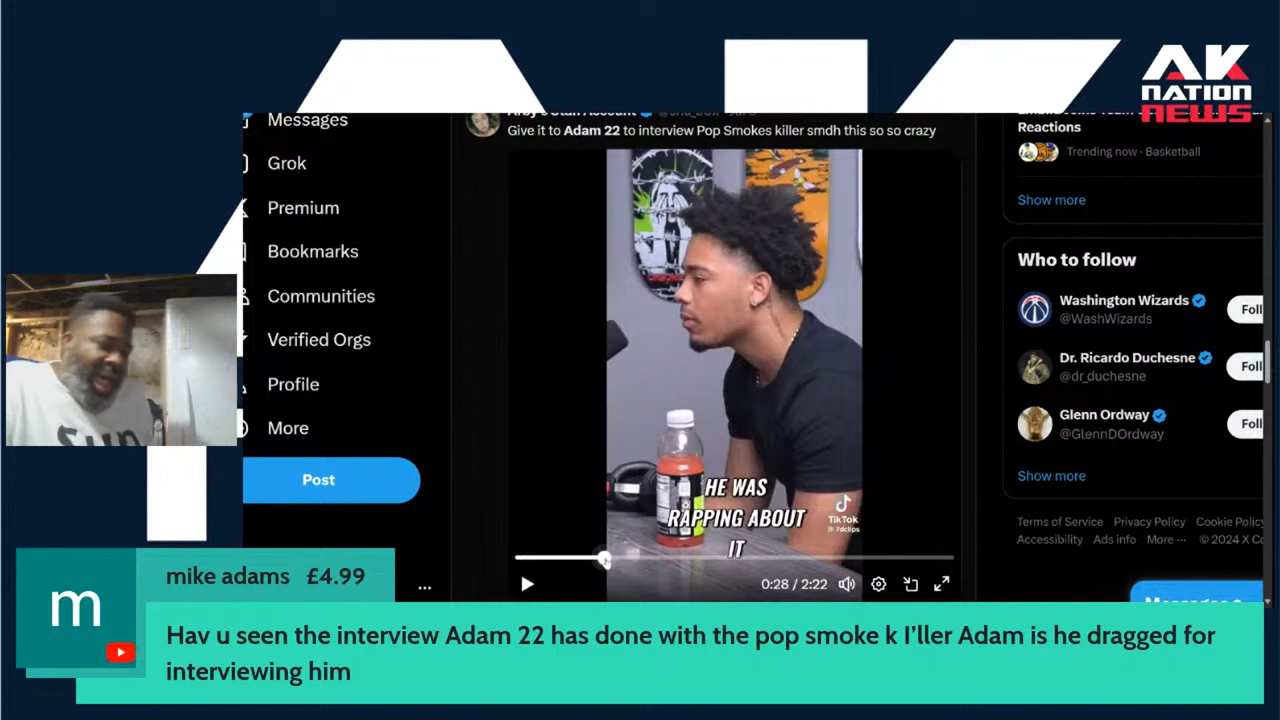 AK
NATION
NEWS
Messages
Grok
Premium
Bookmarks
Communities
Verified Orgs
Profile
More
Post
Give it to Adam 22 to interview Pop Smokes killer smdh this so so crazy
HE WAS
RAPPING ABOUT
IT
TikTok
0:28 / 2:22
Reactions
Trending now · Basketball
Show more
Who to follow
Washington Wizards
@WashWizards
Foll
Dr. Ricardo Duchesne
@dr_duchesne
Foll
Glenn Ordway
@GlennDOrdway
Foll
Show more
Terms of Service Privacy Policy Cookie Policy
Accessibility Ads info More ··· © 2024 X Co
m
mike adams £4.99
Hav u seen the interview Adam 22 has done with the pop smoke k I'ller Adam is he dragged for
interviewing him